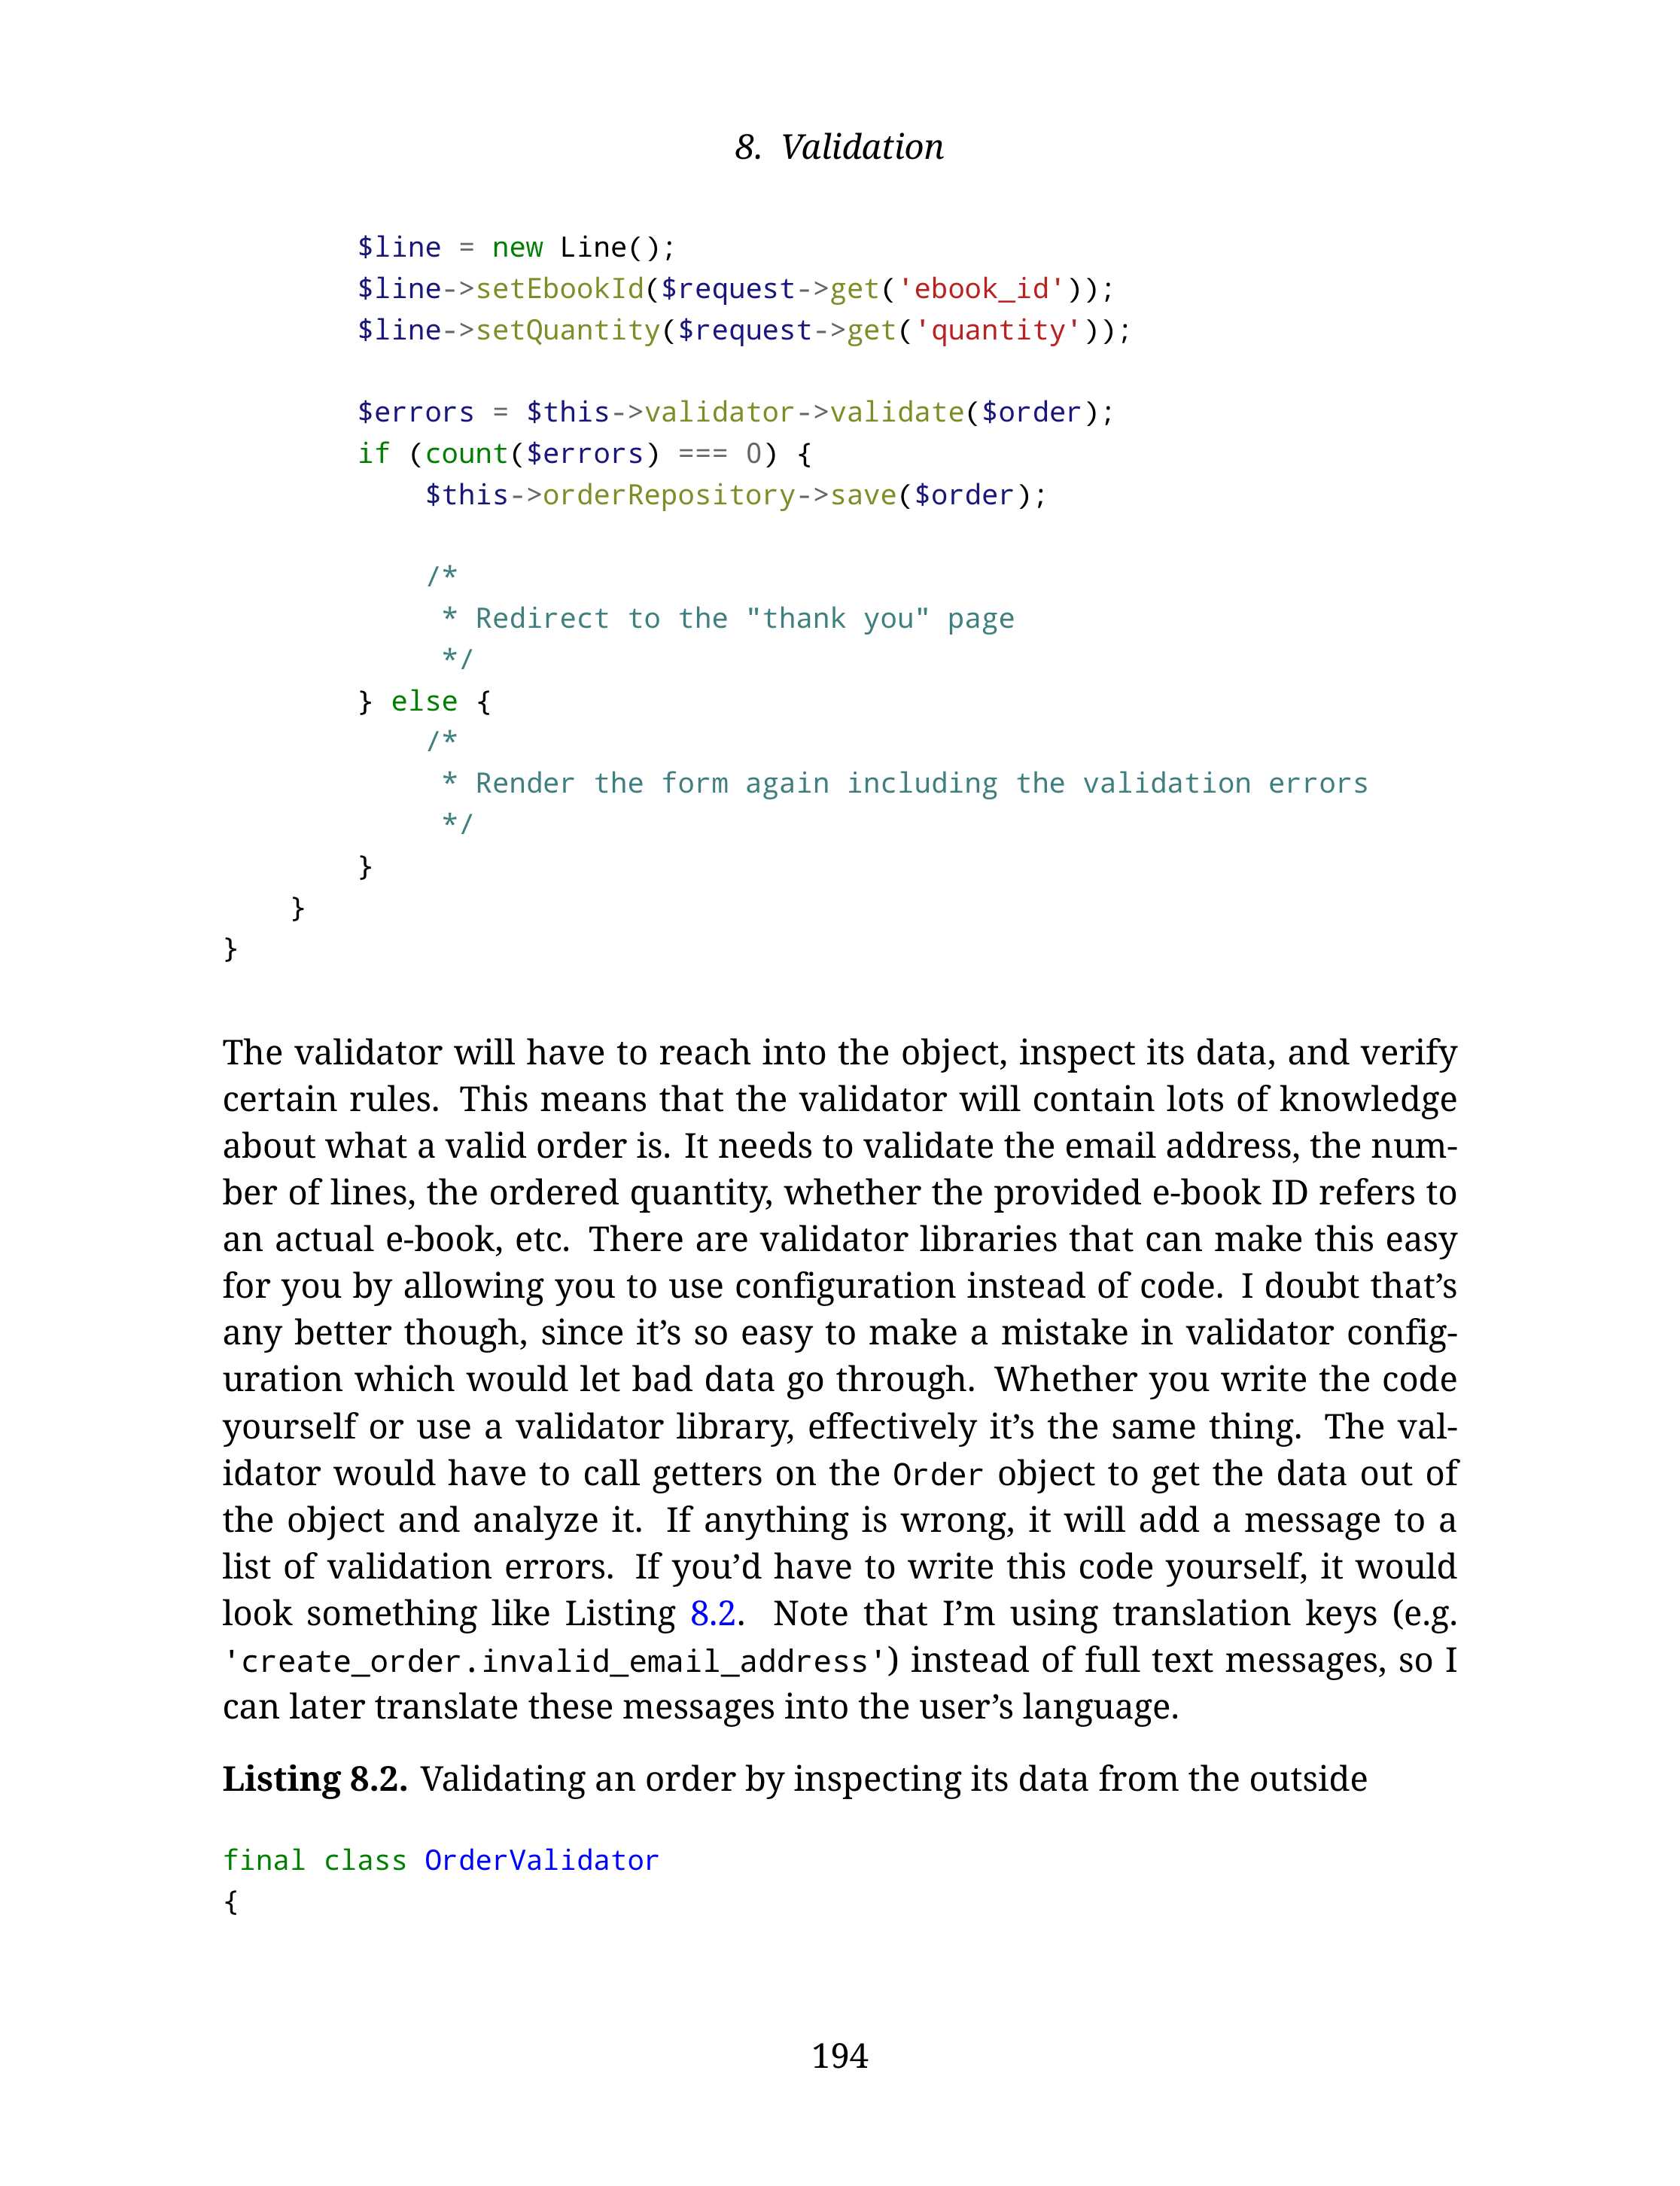 8. Validation
$line = new Line();
$line->setEbookId($request->get('ebook_id'));
$line->setQuantity($request->get('quantity'));
$errors = $this->validator->validate($order);
if (count($errors) === 0) {
$this->orderRepository->save($order);
/*
* Redirect to the "thank you" page
*/
} else {
/*
* Render the form again including the validation errors
*/
}
}
}
The validator will have to reach into the object, inspect its data, and verify
certain rules. This means that the validator will contain lots of knowledge
about what a valid order is. It needs to validate the email address, the num-
ber of lines, the ordered quantity, whether the provided e-book ID refers to
an actual e-book, etc. There are validator libraries that can make this easy
for you by allowing you to use configuration instead of code. I doubt that’s
any better though, since it’s so easy to make a mistake in validator config-
uration which would let bad data go through. Whether you write the code
yourself or use a validator library, effectively it’s the same thing. The val-
idator would have to call getters on the Order object to get the data out of
the object and analyze it. If anything is wrong, it will add a message to a
list of validation errors. If you’d have to write this code yourself, it would
look something like Listing 8.2. Note that I’m using translation keys (e.g.
'create_order.invalid_email_address') instead of full text messages, so I
can later translate these messages into the user’s language.
Listing 8.2. Validating an order by inspecting its data from the outside
final class OrderValidator
{
194